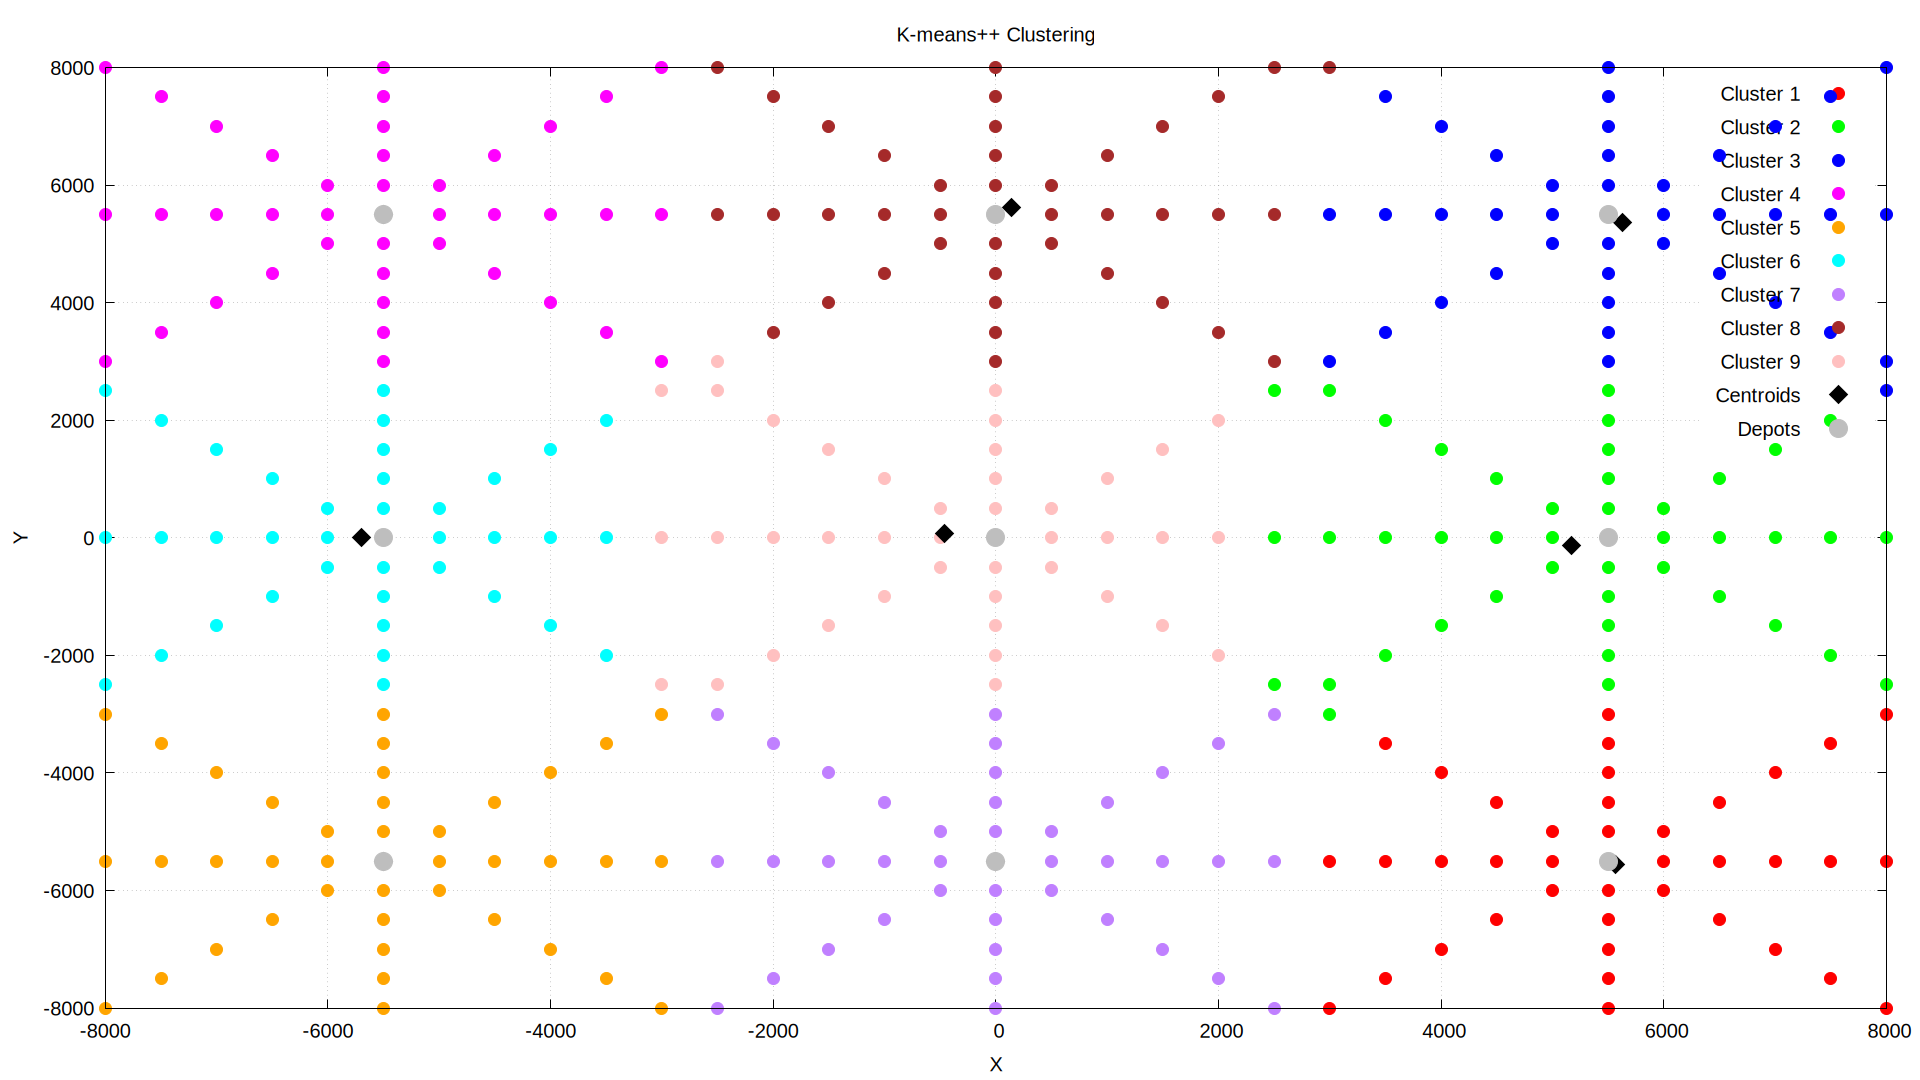 K-means++ Clustering
8000
6000
4000
2000
0
-2000
-4000
-6000
-8000
Y
Cluster 1
Cluster 2
Cluster 3
Cluster 4
Cluster 5
Cluster 6
Cluster 7
Cluster 8
Cluster 9
Centroids
Depots
-8000 -6000 -4000 -2000 0 2000 4000 6000 8000
X